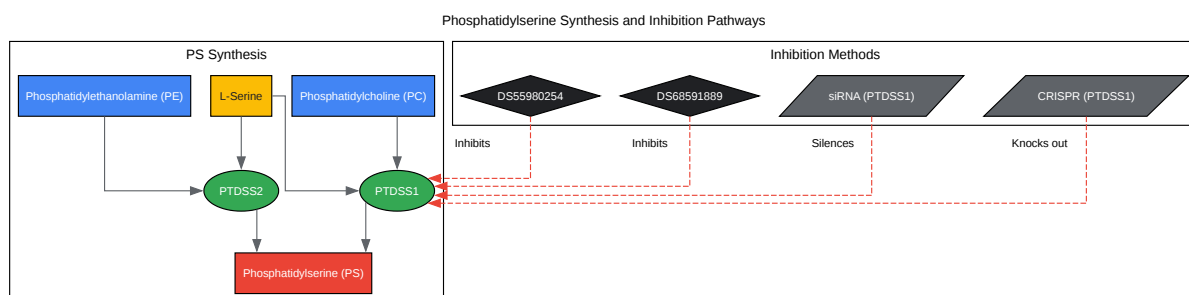 Phosphatidylserine Synthesis and Inhibition Pathways
PS Synthesis
Inhibition Methods
Phosphatidylethanolamine (PE)
L-Serine
Phosphatidylcholine (PC)
DS55980254
DS68591889
siRNA (PTDSS1)
CRISPR (PTDSS1)
Inhibits
Inhibits
Silences
Knocks out
PTDSS2
PTDSS1
Phosphatidylserine (PS)